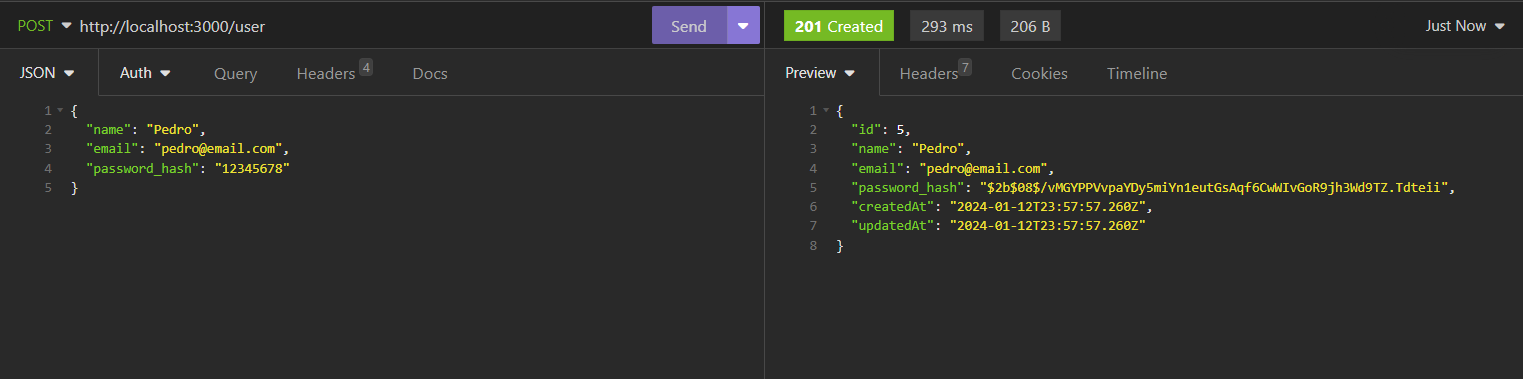 POST http://localhost:3000/user Send
201 Created 293 ms 206 B Just Now
JSON Auth Query Headers 4 Docs
Preview Headers 7 Cookies Timeline
1 {
2 "name": "Pedro",
3 "email": "pedro@email.com",
4 "password_hash": "12345678"
5 }
1 {
2 "id": 5,
3 "name": "Pedro",
4 "email": "pedro@email.com",
5 "password_hash": "$2b$08$/vMGYPPVvpaYDy5miYn1eutGsAqf6CwWIvGoR9jh3Wd9TZ.Tdteii",
6 "createdAt": "2024-01-12T23:57:57.260Z",
7 "updatedAt": "2024-01-12T23:57:57.260Z"
8 }